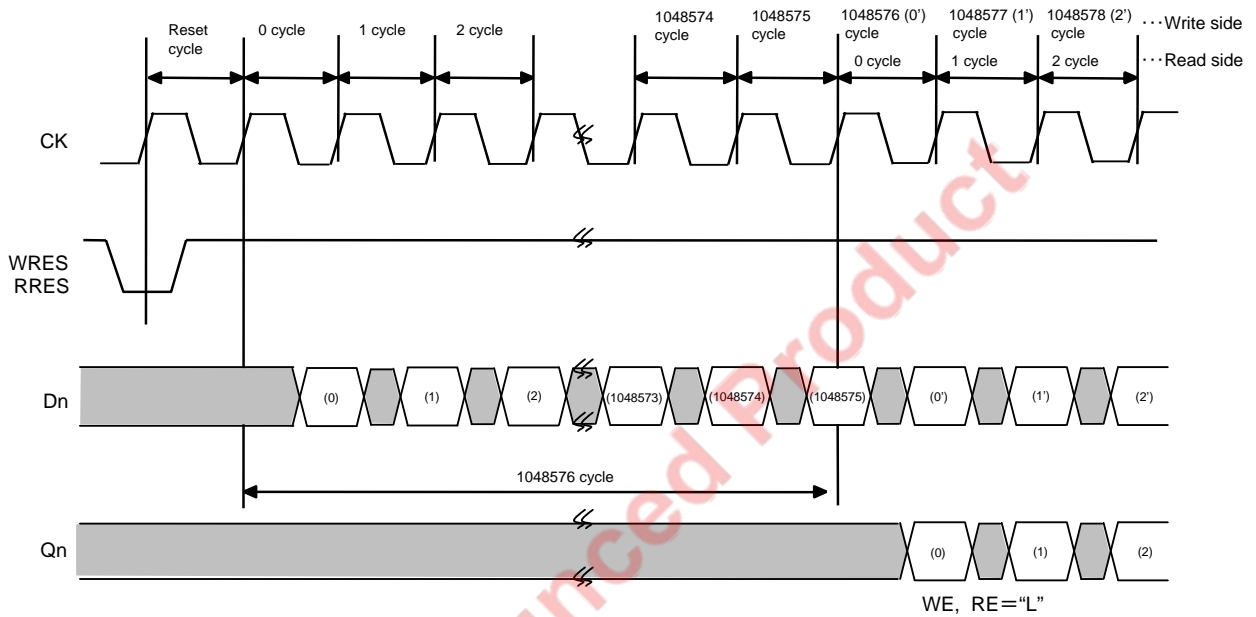 Reset
cycle
0 cycle
1 cycle
2 cycle
1048574
cycle
1048575
cycle
1048576 (0')
cycle
1048577 (1')
cycle
1048578 (2')
cycle
···Write side
0 cycle
1 cycle
2 cycle
···Read side
CK
WRES
RRES
Dn
(0)
(1)
(2)
(1048573)
(1048574)
(1048575)
(0')
(1')
(2')
1048576 cycle
Qn
(0)
(1)
(2)
WE, RE="L"
unced Product